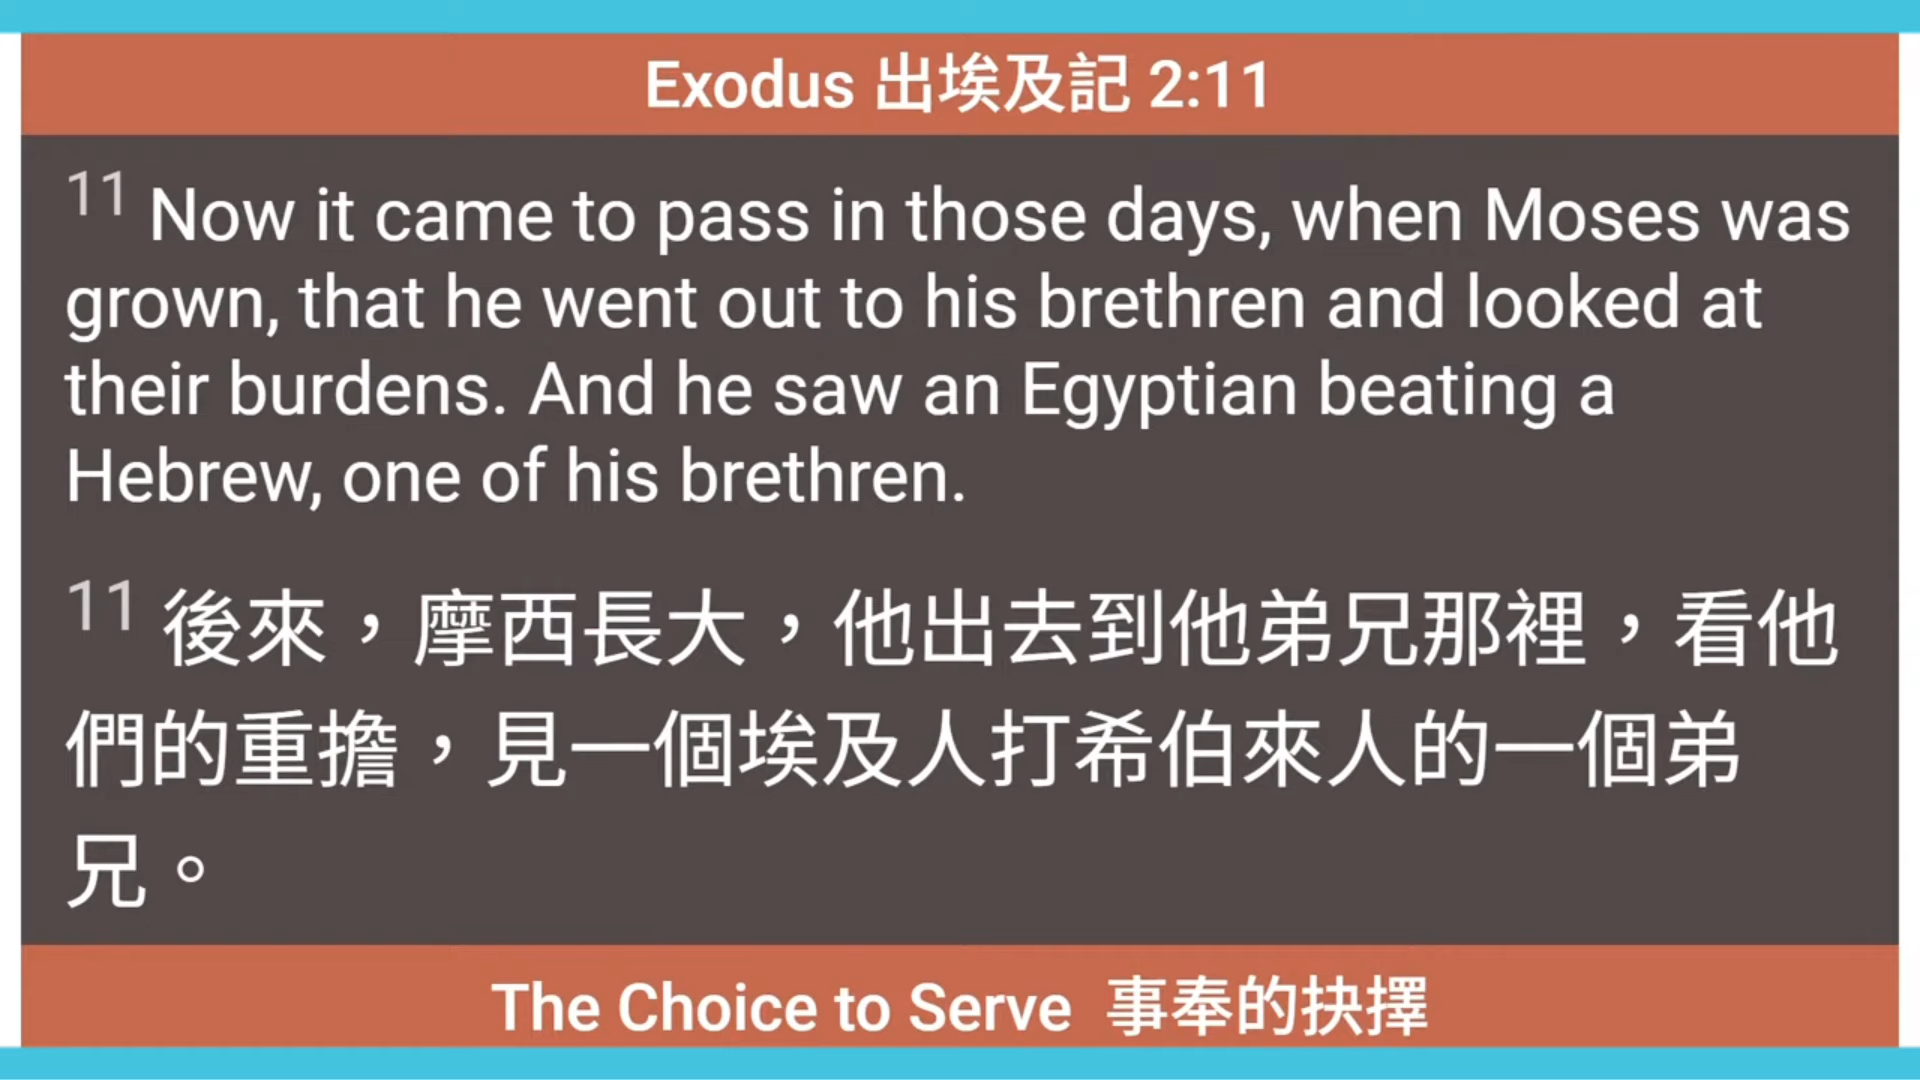 Exodus 出埃及記 2:11
11 Now it came to pass in those days, when Moses was
grown, that he went out to his brethren and looked at
their burdens. And he saw an Egyptian beating a
Hebrew, one of his brethren.
11 後來，摩西長大，他出去到他弟兄那裡，看他
們的重擔，見一個埃及人打希伯來人的一個弟
兄。
The Choice to Serve 事奉的抉擇